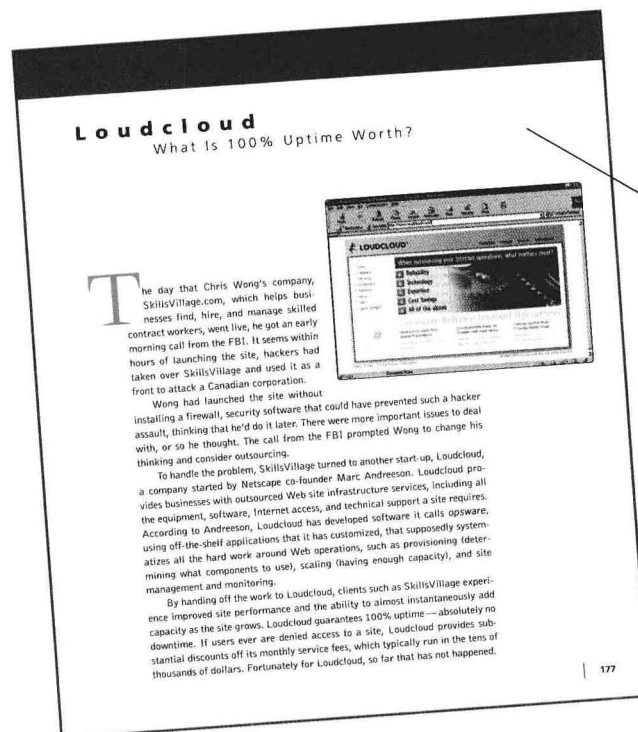 Loudcloud
What Is 100% Uptime Worth?
LOUDCLOUD
When outsourcing your Internet operations, what matters most?
Reliability
Technology
Expertise
Cost Savings
All of the above
The day that Chris Wong's company,
SkillsVillage.com, which helps busi-
nesses find, hire, and manage skilled
contract workers, went live, he got an early
morning call from the FBI. It seems within
hours of launching the site, hackers had
taken over SkillsVillage and used it as a
front to attack a Canadian corporation.
Wong had launched the site without
installing a firewall, security software that could have prevented such a hacker
assault, thinking that he'd do it later. There were more important issues to deal
with, or so he thought. The call from the FBI prompted Wong to change his
thinking and consider outsourcing.
To handle the problem, SkillsVillage turned to another start-up, Loudcloud,
a company started by Netscape co-founder Marc Andreeson. Loudcloud pro-
vides businesses with outsourced Web site infrastructure services, including all
the equipment, software, Internet access, and technical support a site requires.
According to Andreeson, Loudcloud has developed software it calls opsware,
using off-the-shelf applications that it has customized, that supposedly system-
atizes all the hard work around Web operations, such as provisioning (deter-
mining what components to use), scaling (having enough capacity), and site
management and monitoring.
By handing off the work to Loudcloud, clients such as SkillsVillage experi-
ence improved site performance and the ability to almost instantaneously add
capacity as the site grows. Loudcloud guarantees 100% uptime — absolutely no
downtime. If users ever are denied access to a site, Loudcloud provides sub-
stantial discounts off its monthly service fees, which typically run in the tens of
thousands of dollars. Fortunately for Loudcloud, so far that has not happened.
177